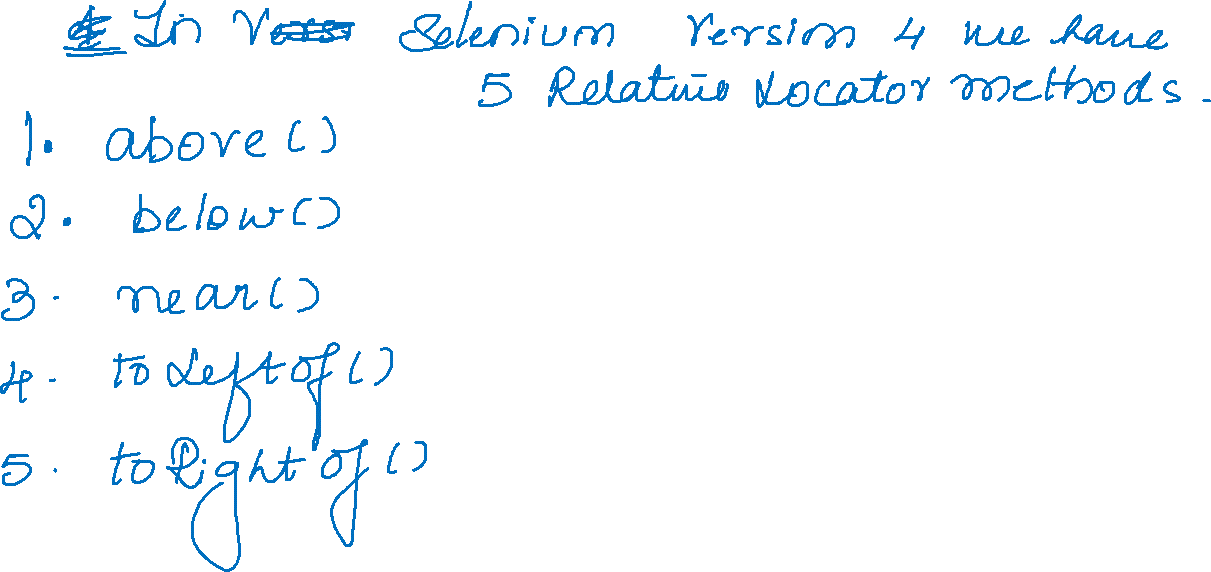 In Selenium Version 4 we have
5 Relative Locator methods.
1. above()
2. below()
3. near()
4. toLeftof()
5. toRightof()